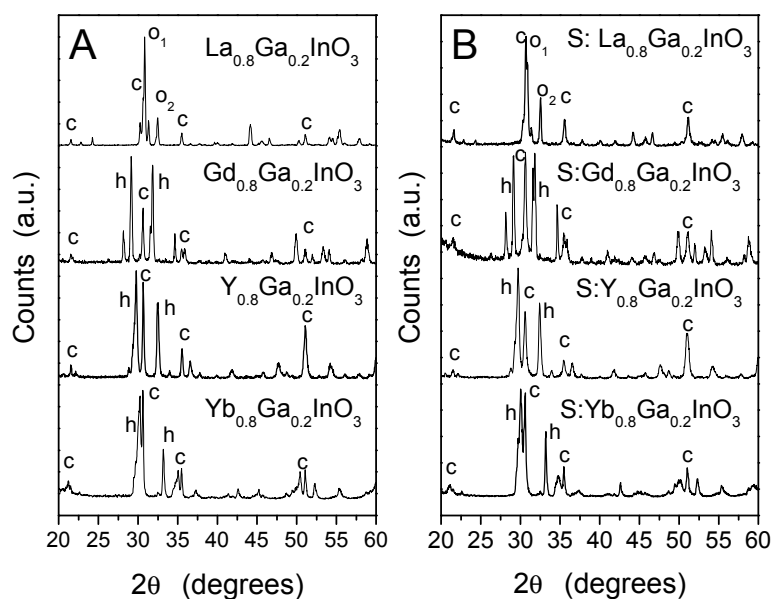 A
La0.8Ga0.2InO3
o1
c
o2
c
c
c
Gd0.8Ga0.2InO3
h
c
h
c
c
c
Y0.8Ga0.2InO3
h
c
h
c
c
c
Yb0.8Ga0.2InO3
h
c
h
c
c
c
Counts (a.u.)
20 25 30 35 40 45 50 55 60
2θ (degrees)
B
S: La0.8Ga0.2InO3
c o1
o2
c
c
c
S:Gd0.8Ga0.2InO3
h
c
h
c
c
c
S:Y0.8Ga0.2InO3
h
c
h
c
c
c
S:Yb0.8Ga0.2InO3
h
c
h
c
c
c
Counts (a.u.)
20 25 30 35 40 45 50 55 60
2θ (degrees)